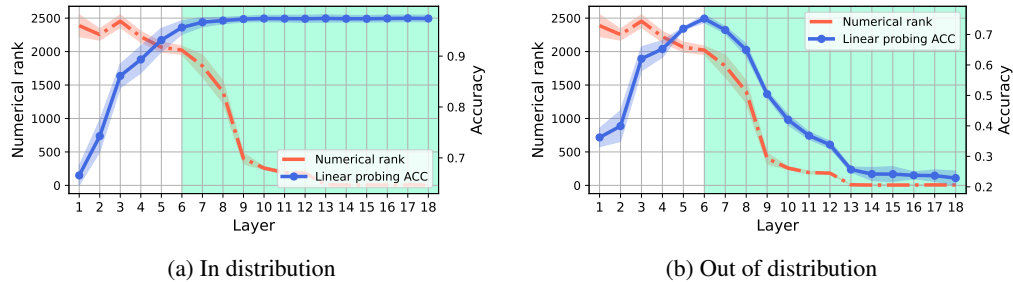 2500
2000
1500
1000
500
0
Numerical rank
0.9
0.8
0.7
Accuracy
Numerical rank
Linear probing ACC
1 2 3 4 5 6 7 8 9 10 11 12 13 14 15 16 17 18
Layer
(a) In distribution
2500
2000
1500
1000
500
0
Numerical rank
Numerical rank
Linear probing ACC
0.7
0.6
0.5
0.4
0.3
0.2
Accuracy
1 2 3 4 5 6 7 8 9 10 11 12 13 14 15 16 17 18
Layer
(b) Out of distribution